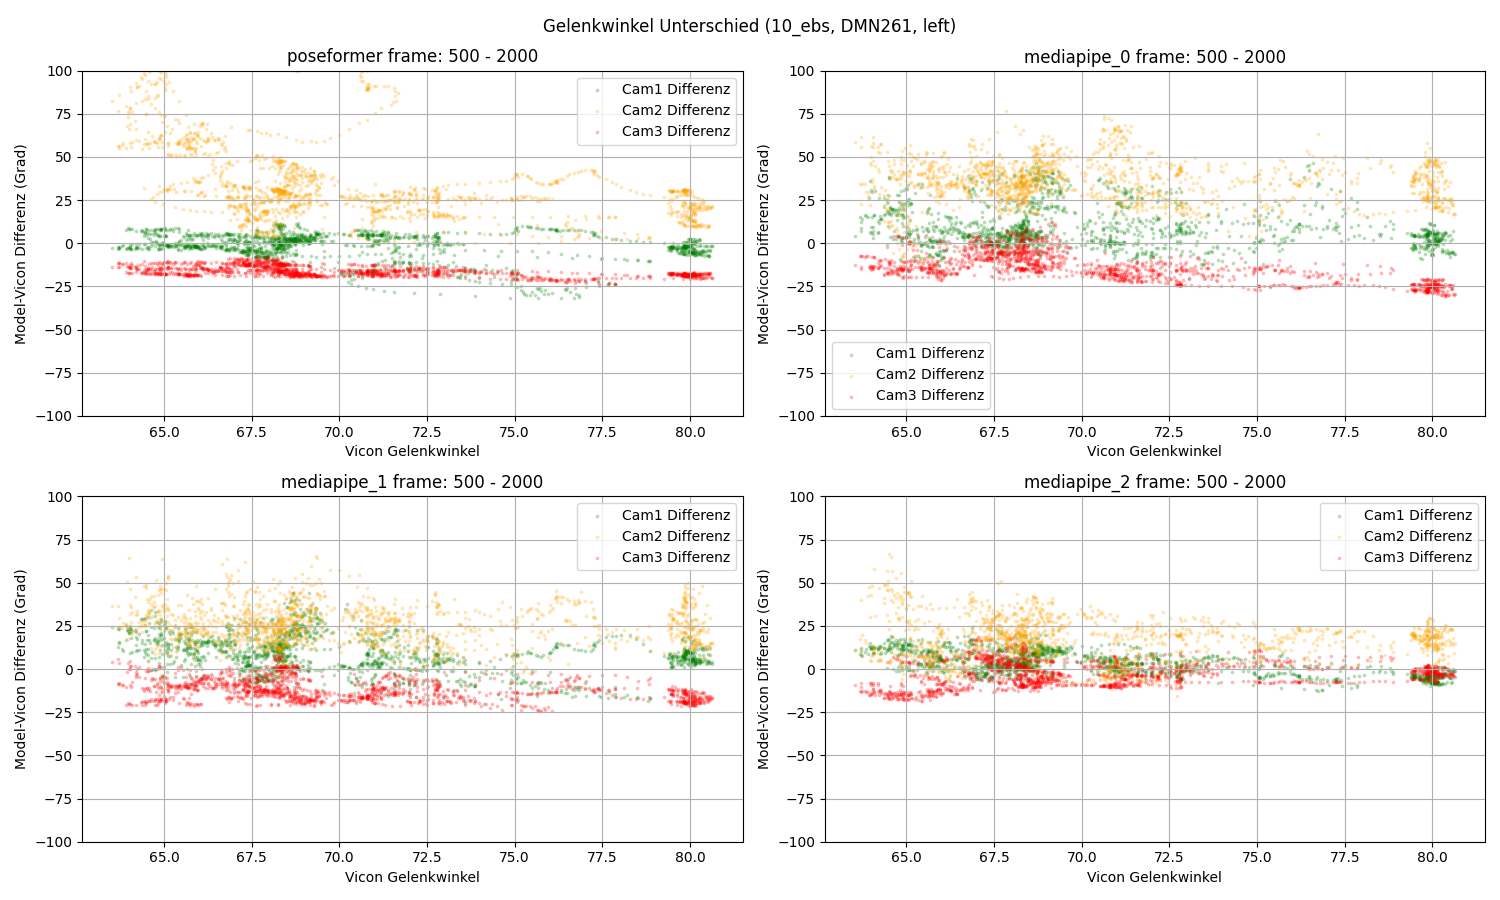 Gelenkwinkel Unterschied (10_ebs, DMN261, left)
poseformer frame: 500 - 2000
100
75
50
25
0
−25
−50
−75
−100
Model-Vicon Differenz (Grad)
Cam1 Differenz
Cam2 Differenz
Cam3 Differenz
65.0 67.5 70.0 72.5 75.0 77.5 80.0
Vicon Gelenkwinkel
mediapipe_0 frame: 500 - 2000
100
75
50
25
0
−25
−50
−75
−100
Model-Vicon Differenz (Grad)
Cam1 Differenz
Cam2 Differenz
Cam3 Differenz
65.0 67.5 70.0 72.5 75.0 77.5 80.0
Vicon Gelenkwinkel
mediapipe_1 frame: 500 - 2000
100
75
50
25
0
−25
−50
−75
−100
Model-Vicon Differenz (Grad)
Cam1 Differenz
Cam2 Differenz
Cam3 Differenz
65.0 67.5 70.0 72.5 75.0 77.5 80.0
Vicon Gelenkwinkel
mediapipe_2 frame: 500 - 2000
100
75
50
25
0
−25
−50
−75
−100
Model-Vicon Differenz (Grad)
Cam1 Differenz
Cam2 Differenz
Cam3 Differenz
65.0 67.5 70.0 72.5 75.0 77.5 80.0
Vicon Gelenkwinkel